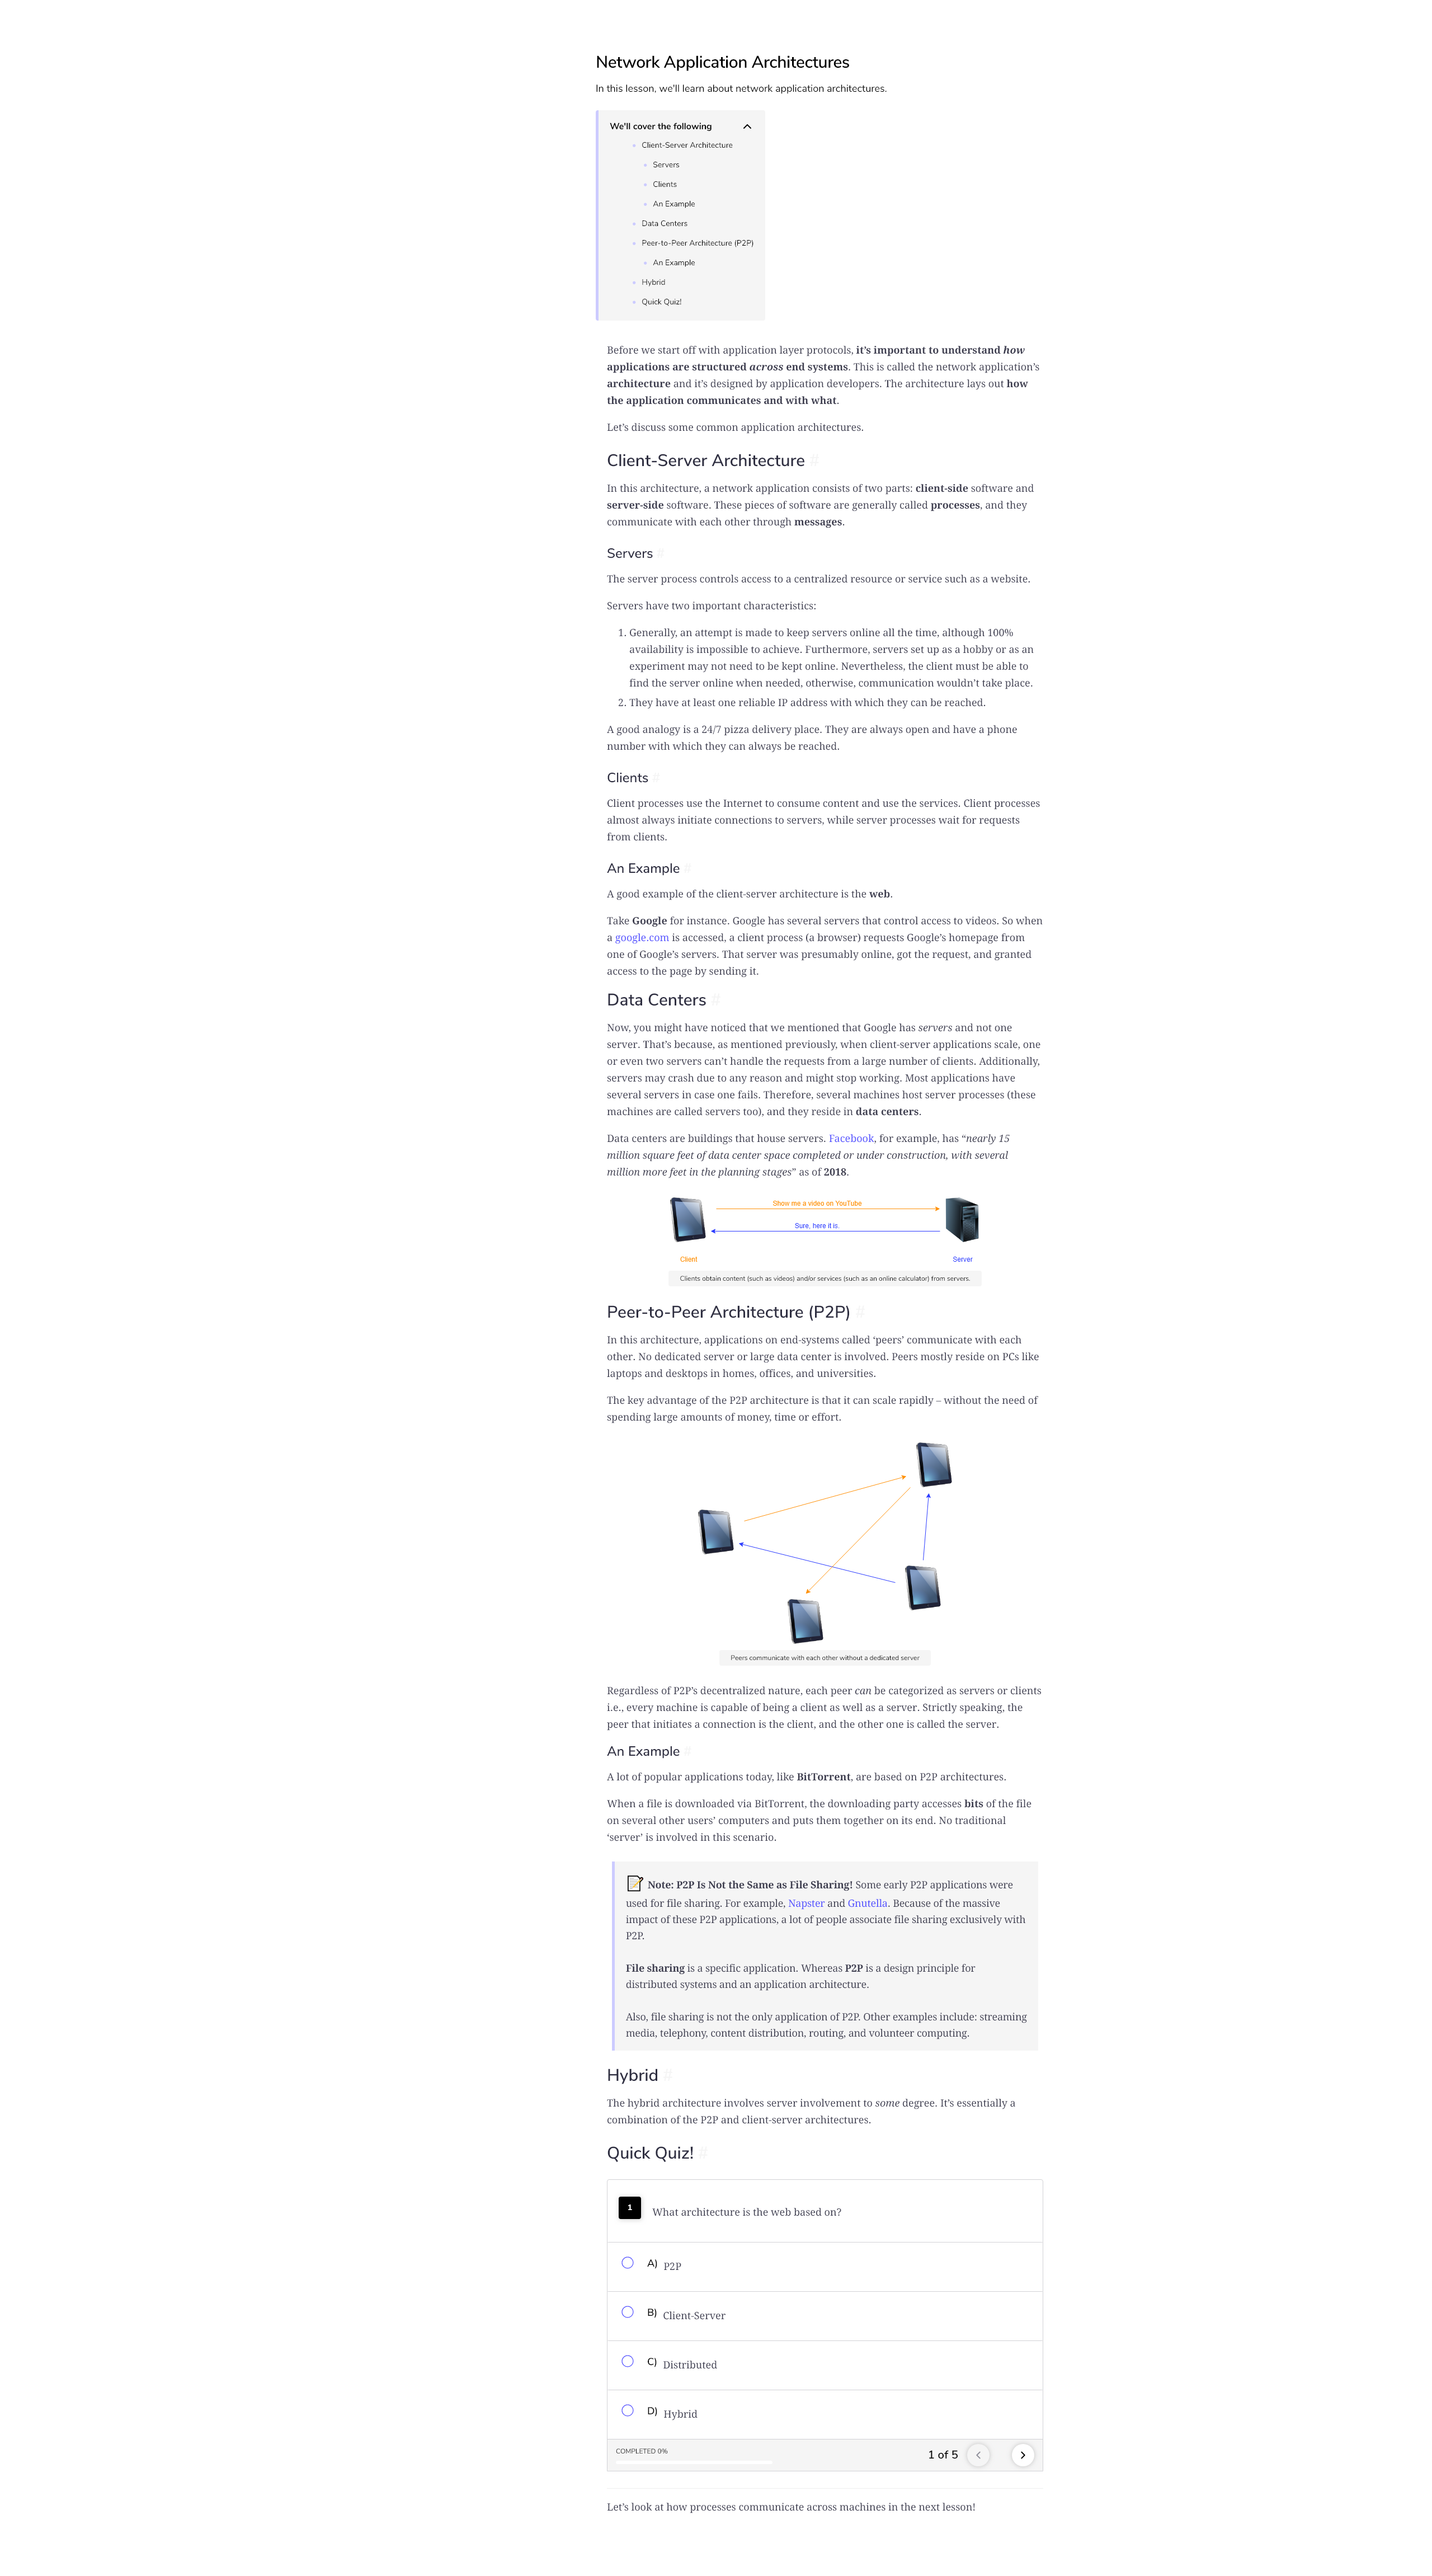 Network Application Architectures
In this lesson, we'll learn about network application architectures.
We'll cover the following
Client-Server Architecture
Servers
Clients
An Example
Data Centers
Peer-to-Peer Architecture (P2P)
An Example
Hybrid
Quick Quiz!
Before we start off with application layer protocols, it's important to understand how
applications are structured across end systems. This is called the network application's
architecture and it's designed by application developers. The architecture lays out how
the application communicates and with what.
Let's discuss some common application architectures.
Client-Server Architecture #
In this architecture, a network application consists of two parts: client-side software and
server-side software. These pieces of software are generally called processes, and they
communicate with each other through messages.
Servers #
The server process controls access to a centralized resource or service such as a website.
Servers have two important characteristics:
1. Generally, an attempt is made to keep servers online all the time, although 100%
availability is impossible to achieve. Furthermore, servers set up as a hobby or as an
experiment may not need to be kept online. Nevertheless, the client must be able to
find the server online when needed, otherwise, communication wouldn't take place.
2. They have at least one reliable IP address with which they can be reached.
A good analogy is a 24/7 pizza delivery place. They are always open and have a phone
number with which they can always be reached.
Clients #
Client processes use the Internet to consume content and use the services. Client processes
almost always initiate connections to servers, while server processes wait for requests
from clients.
An Example #
A good example of the client-server architecture is the web.
Take Google for instance. Google has several servers that control access to videos. So when
a google.com is accessed, a client process (a browser) requests Google's homepage from
one of Google's servers. That server was presumably online, got the request, and granted
access to the page by sending it.
Data Centers #
Now, you might have noticed that we mentioned that Google has servers and not one
server. That's because, as mentioned previously, when client-server applications scale, one
or even two servers can't handle the requests from a large number of clients. Additionally,
servers may crash due to any reason and might stop working. Most applications have
several servers in case one fails. Therefore, several machines host server processes (these
machines are called servers too), and they reside in data centers.
Data centers are buildings that house servers. Facebook, for example, has “nearly 15
million square feet of data center space completed or under construction, with several
million more feet in the planning stages” as of 2018.
Show me a video on YouTube
Sure, here it is.
Client
Server
Clients obtain content (such as videos) and/or services (such as an online calculator) from servers.
Peer-to-Peer Architecture (P2P) #
In this architecture, applications on end-systems called ‘peers’ communicate with each
other. No dedicated server or large data center is involved. Peers mostly reside on PCs like
laptops and desktops in homes, offices, and universities.
The key advantage of the P2P architecture is that it can scale rapidly – without the need of
spending large amounts of money, time or effort.
Peers communicate with each other without a dedicated server
Regardless of P2P's decentralized nature, each peer can be categorized as servers or clients
i.e., every machine is capable of being a client as well as a server. Strictly speaking, the
peer that initiates a connection is the client, and the other one is called the server.
An Example #
A lot of popular applications today, like BitTorrent, are based on P2P architectures.
When a file is downloaded via BitTorrent, the downloading party accesses bits of the file
on several other users' computers and puts them together on its end. No traditional
‘server’ is involved in this scenario.
📝 Note: P2P Is Not the Same as File Sharing! Some early P2P applications were
used for file sharing. For example, Napster and Gnutella. Because of the massive
impact of these P2P applications, a lot of people associate file sharing exclusively with
P2P.
File sharing is a specific application. Whereas P2P is a design principle for
distributed systems and an application architecture.
Also, file sharing is not the only application of P2P. Other examples include: streaming
media, telephony, content distribution, routing, and volunteer computing.
Hybrid #
The hybrid architecture involves server involvement to some degree. It's essentially a
combination of the P2P and client-server architectures.
Quick Quiz! #
1 What architecture is the web based on?
A) P2P
B) Client-Server
C) Distributed
D) Hybrid
COMPLETED 0%
1 of 5
Let's look at how processes communicate across machines in the next lesson!